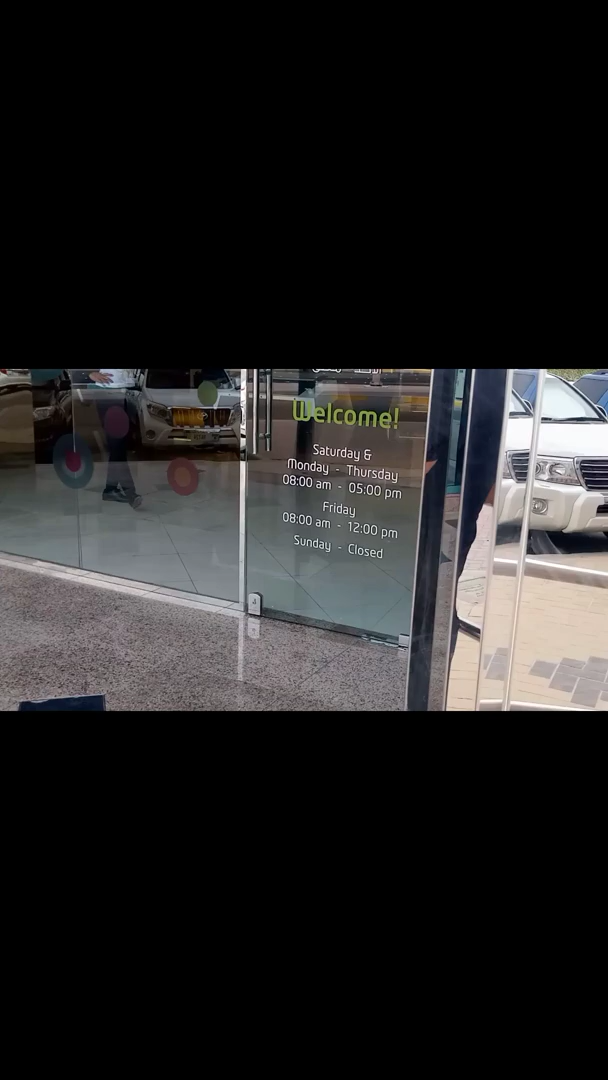 Welcome!
Saturday &
Monday - Thursday
08:00 am - 05:00 pm
Friday
08:00 am - 12:00 pm
Sunday - Closed